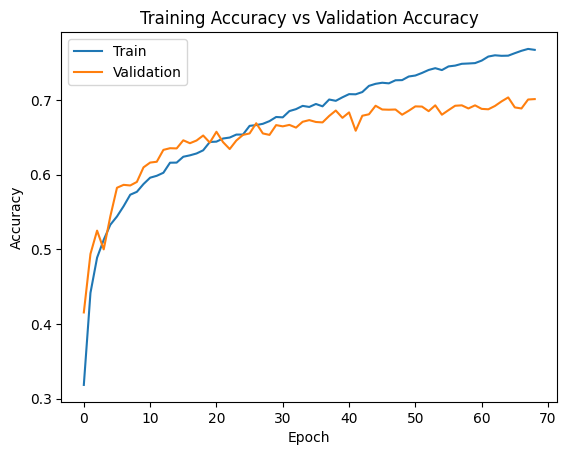 Training Accuracy vs Validation Accuracy
Train
Validation
0.7
0.6
0.5
0.4
0.3
Accuracy
0 10 20 30 40 50 60 70
Epoch